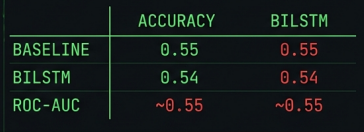 ACCURACY BILSTM
BASELINE 0.55 0.55
BILSTM 0.54 0.54
ROC-AUC ~0.55 ~0.55